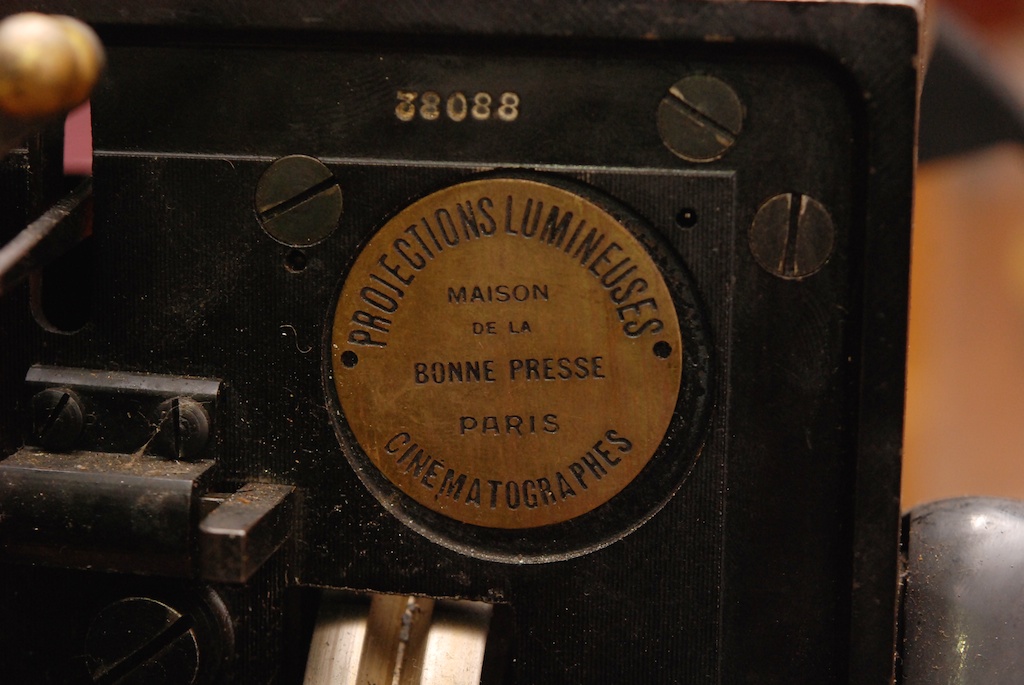 38088
PROJECTIONS LUMINEUSES
MAISON
DE LA
BONNE PRESSE
PARIS
CINÉMATOGRAPHES